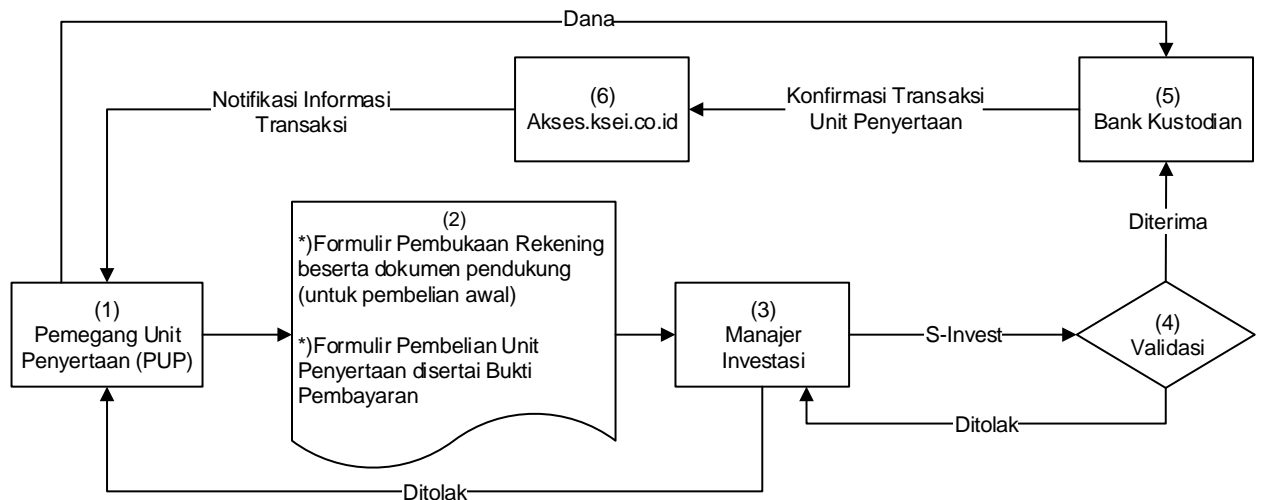 Dana
(6)
Akses.ksei.co.id
(5)
Bank Kustodian
Notifikasi Informasi
Transaksi
Konfirmasi Transaksi
Unit Penyertaan
(2)
*)Formulir Pembukaan Rekening
beserta dokumen pendukung
(untuk pembelian awal)
*)Formulir Pembelian Unit
Penyertaan disertai Bukti
Pembayaran
Diterima
(1)
Pemegang Unit
Penyertaan (PUP)
(3)
Manajer
Investasi
S-Invest
(4)
Validasi
Ditolak
Ditolak